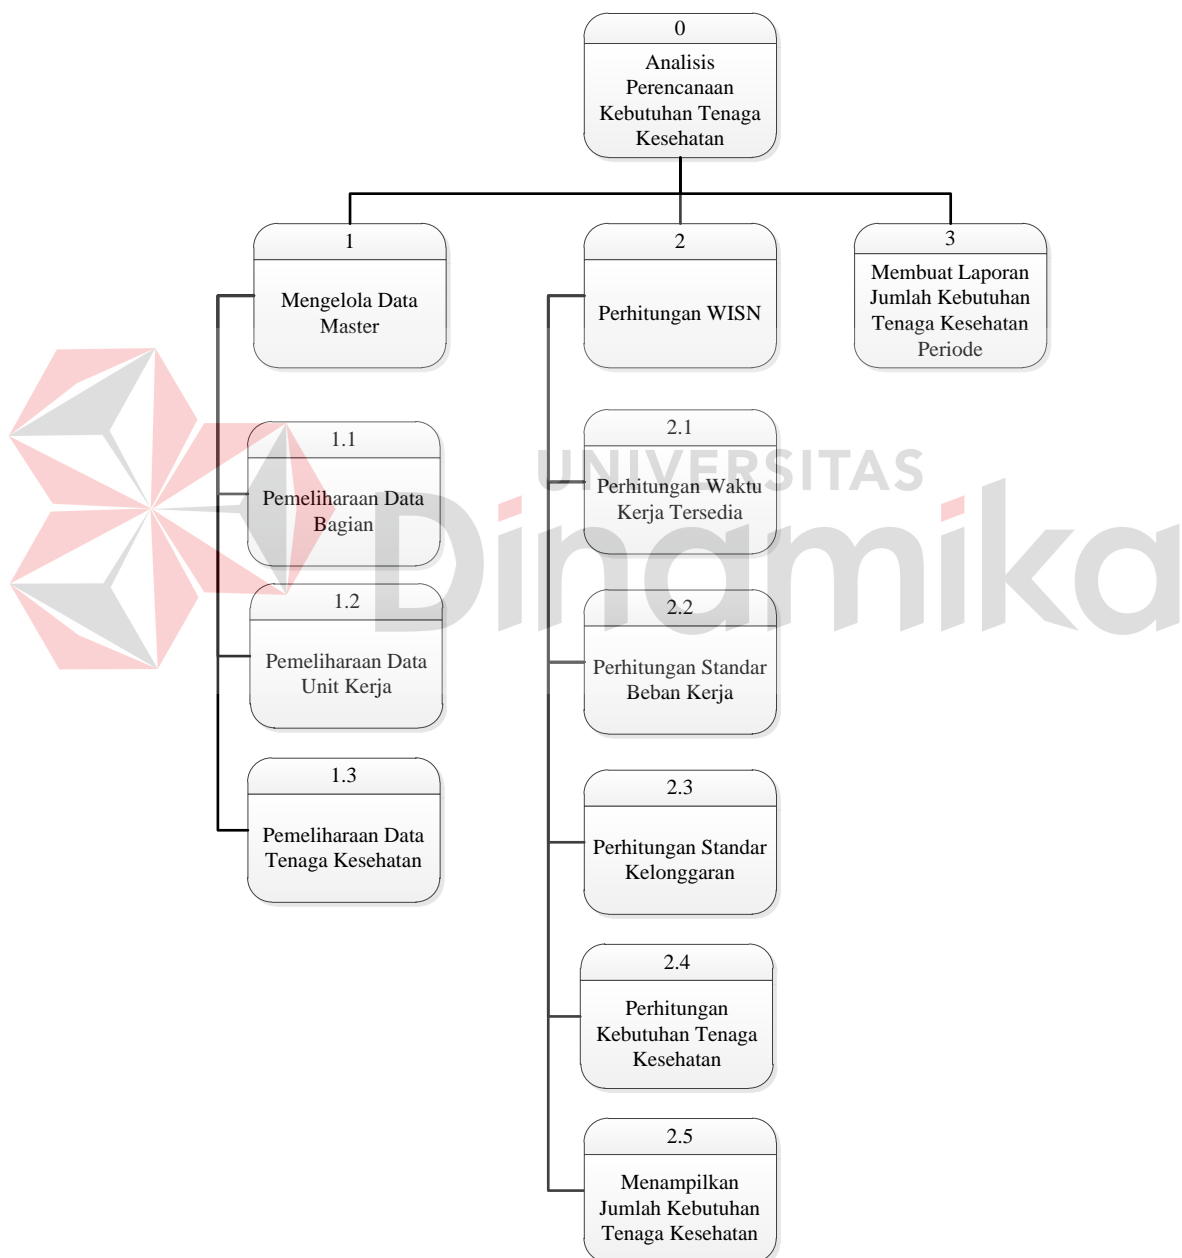 0
Analisis
Perencanaan
Kebutuhan Tenaga
Kesehatan
1
Mengelola Data
Master
2
Perhitungan WISN
3
Membuat Laporan
Jumlah Kebutuhan
Tenaga Kesehatan
Periode
1.1
Pemeliharaan Data
Bagian
1.2
Pemeliharaan Data
Unit Kerja
1.3
Pemeliharaan Data
Tenaga Kesehatan
2.1
Perhitungan Waktu
Kerja Tersedia
2.2
Perhitungan Standar
Beban Kerja
2.3
Perhitungan Standar
Kelonggaran
2.4
Perhitungan
Kebutuhan Tenaga
Kesehatan
2.5
Menampilkan
Jumlah Kebutuhan
Tenaga Kesehatan
UNIVERSITAS
Dinamika